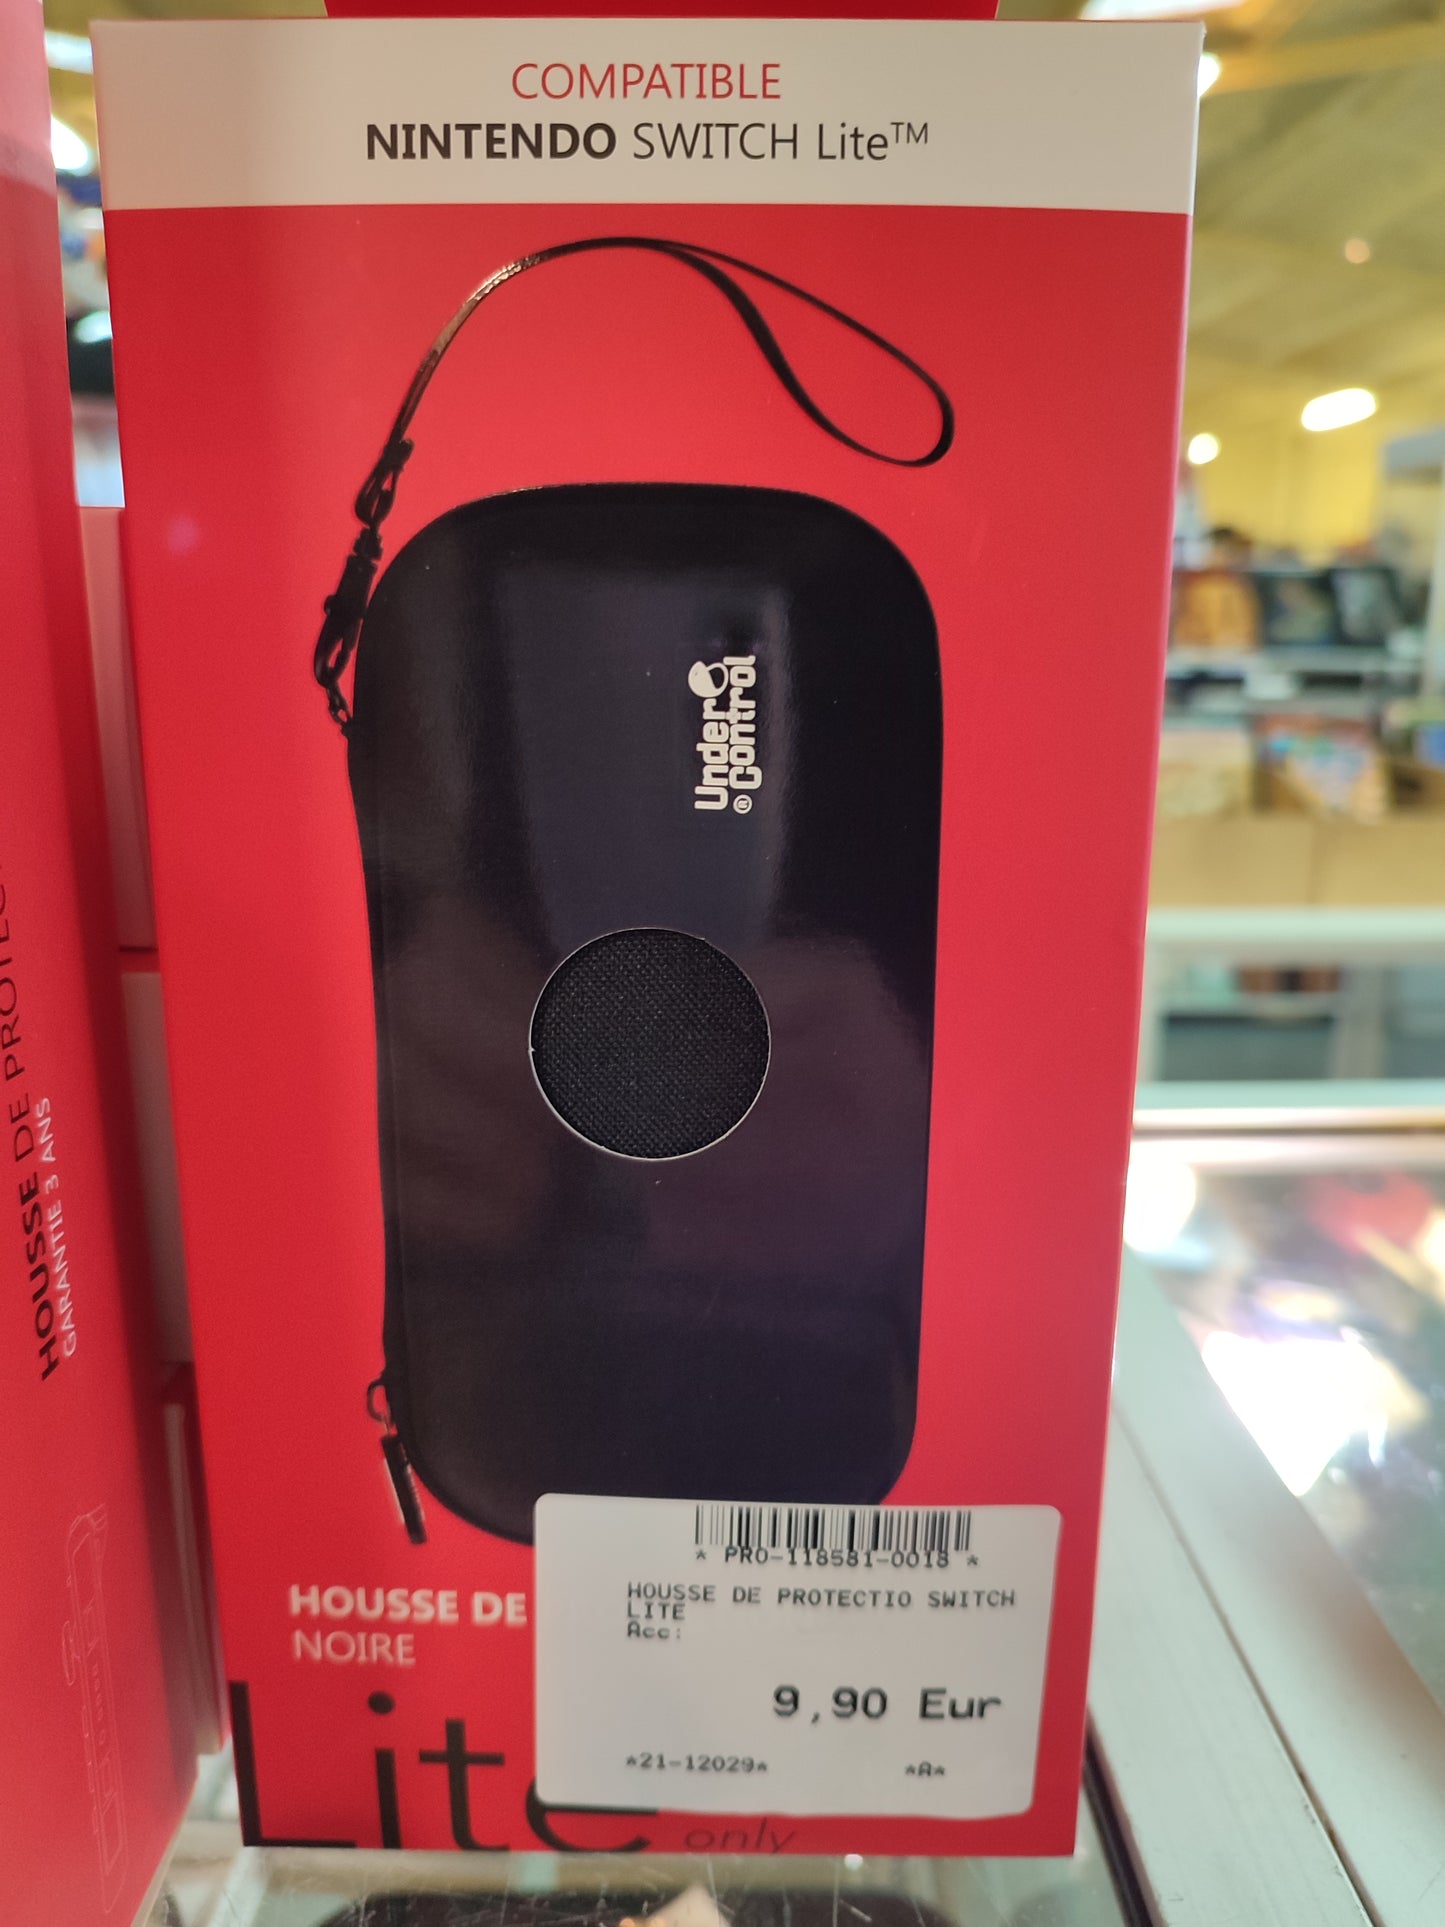 COMPATIBLE
NINTENDO SWITCH Lite™
Under
® Control
HOUSSE DE
NOIRE
Lite only
* PRO-118581-0018 *
HOUSSE DE PROTECTIO SWITCH
LITE
Acc:
9,90 Eur
*21-12029*
*A*
HOUSSE DE PROTEC
GARANTIE 3 ANS